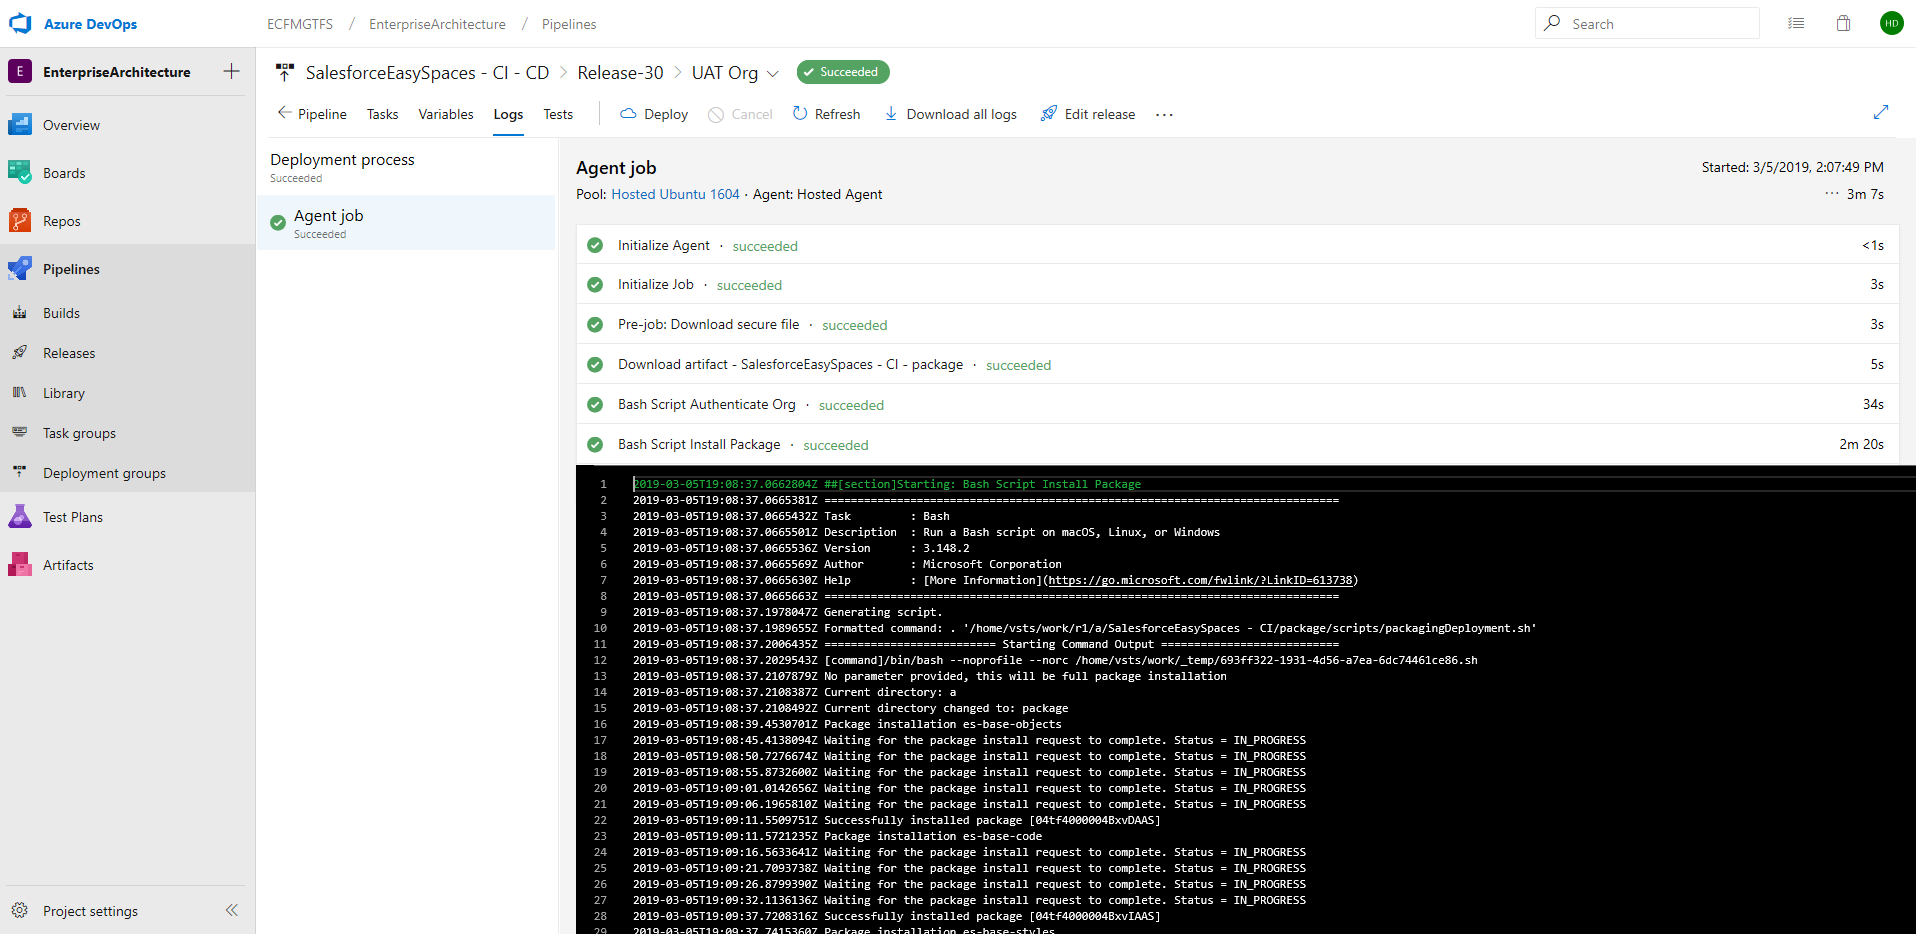 Azure DevOps
ECFMGTFS / EnterpriseArchitecture / Pipelines
Search
HD
E EnterpriseArchitecture
Overview
Boards
Repos
Pipelines
Builds
Releases
Library
Task groups
Deployment groups
Test Plans
Artifacts
Project settings
SalesforceEasySpaces - CI - CD > Release-30 > UAT Org Succeeded
Pipeline Tasks Variables Logs Tests Deploy Cancel Refresh Download all logs Edit release ...
Deployment process
Succeeded
Agent job
Succeeded
Agent job
Started: 3/5/2019, 2:07:49 PM
Pool: Hosted Ubuntu 1604 · Agent: Hosted Agent
... 3m 7s
Initialize Agent · succeeded <1s
Initialize Job · succeeded 3s
Pre-job: Download secure file · succeeded 3s
Download artifact - SalesforceEasySpaces - CI - package · succeeded 5s
Bash Script Authenticate Org · succeeded 34s
Bash Script Install Package · succeeded 2m 20s
1 2019-03-05T19:08:37.0662804Z ##[section]Starting: Bash Script Install Package
2 2019-03-05T19:08:37.0665381Z ==============================================================================
3 2019-03-05T19:08:37.0665432Z Task         : Bash
4 2019-03-05T19:08:37.0665501Z Description  : Run a Bash script on macOS, Linux, or Windows
5 2019-03-05T19:08:37.0665536Z Version      : 3.148.2
6 2019-03-05T19:08:37.0665569Z Author       : Microsoft Corporation
7 2019-03-05T19:08:37.0665630Z Help         : [More Information](https://go.microsoft.com/fwlink/?LinkID=613738)
8 2019-03-05T19:08:37.0665663Z ==============================================================================
9 2019-03-05T19:08:37.1978047Z Generating script.
10 2019-03-05T19:08:37.1989655Z Formatted command: . '/home/vsts/work/r1/a/SalesforceEasySpaces - CI/package/scripts/packagingDeployment.sh'
11 2019-03-05T19:08:37.2006435Z ========================== Starting Command Output ===========================
12 2019-03-05T19:08:37.2029543Z [command]/bin/bash --noprofile --norc /home/vsts/work/_temp/693ff322-1931-4d56-a7ea-6dc74461ce86.sh
13 2019-03-05T19:08:37.2107879Z No parameter provided, this will be full package installation
14 2019-03-05T19:08:37.2108387Z Current directory: a
15 2019-03-05T19:08:37.2108492Z Current directory changed to: package
16 2019-03-05T19:08:39.4530701Z Package installation es-base-objects
17 2019-03-05T19:08:45.4138094Z Waiting for the package install request to complete. Status = IN_PROGRESS
18 2019-03-05T19:08:50.7276674Z Waiting for the package install request to complete. Status = IN_PROGRESS
19 2019-03-05T19:08:55.8732600Z Waiting for the package install request to complete. Status = IN_PROGRESS
20 2019-03-05T19:09:01.0142656Z Waiting for the package install request to complete. Status = IN_PROGRESS
21 2019-03-05T19:09:06.1965810Z Waiting for the package install request to complete. Status = IN_PROGRESS
22 2019-03-05T19:09:11.5509751Z Successfully installed package [04tf4000004BxvDAAS]
23 2019-03-05T19:09:11.5721235Z Package installation es-base-code
24 2019-03-05T19:09:16.5633641Z Waiting for the package install request to complete. Status = IN_PROGRESS
25 2019-03-05T19:09:21.7093738Z Waiting for the package install request to complete. Status = IN_PROGRESS
26 2019-03-05T19:09:26.8799390Z Waiting for the package install request to complete. Status = IN_PROGRESS
27 2019-03-05T19:09:32.1136136Z Waiting for the package install request to complete. Status = IN_PROGRESS
28 2019-03-05T19:09:37.7208316Z Successfully installed package [04tf4000004BxvIAAS]
29 2019-03-05T19:09:37.7415360Z Package installation es-base-styles